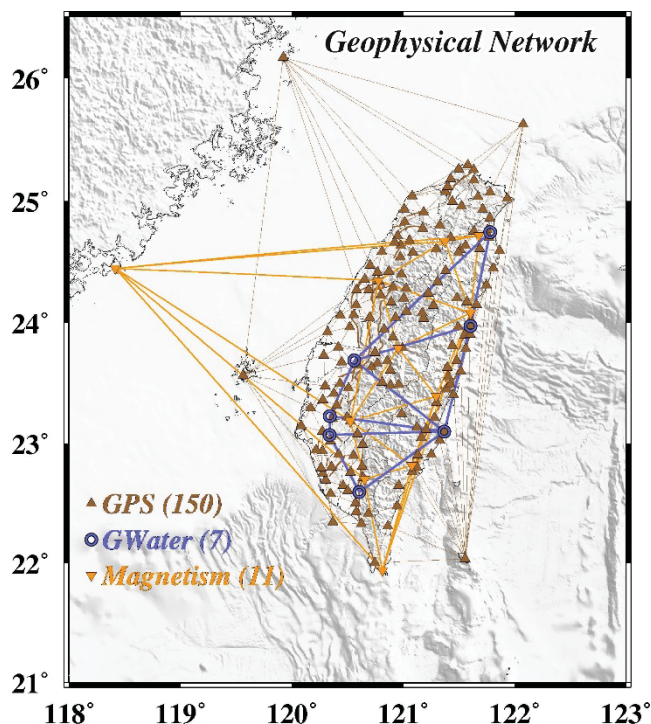 Geophysical Network
26°
25°
24°
23°
22°
21°
GPS (150)
GWater (7)
Magnetism (11)
118° 119° 120° 121° 122° 123°